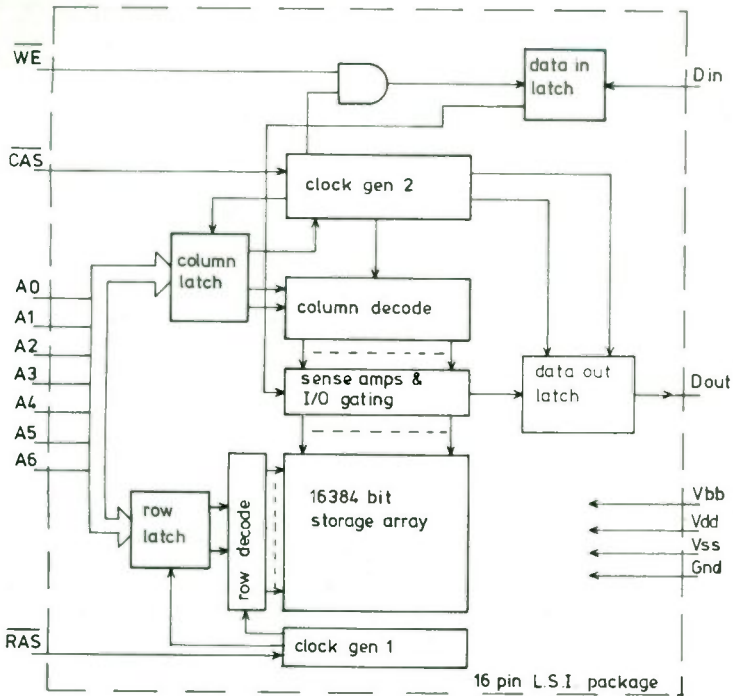 WE
data in
latch
Din
CAS
clock gen 2
column
latch
A0
A1
A2
A3
A4
A5
A6
column decode
sense amps &
I/O gating
data out
latch
Dout
row
latch
row decode
16384 bit
storage array
Vbb
Vdd
Vss
Gnd
RAS
clock gen 1
16 pin L.S.I. package